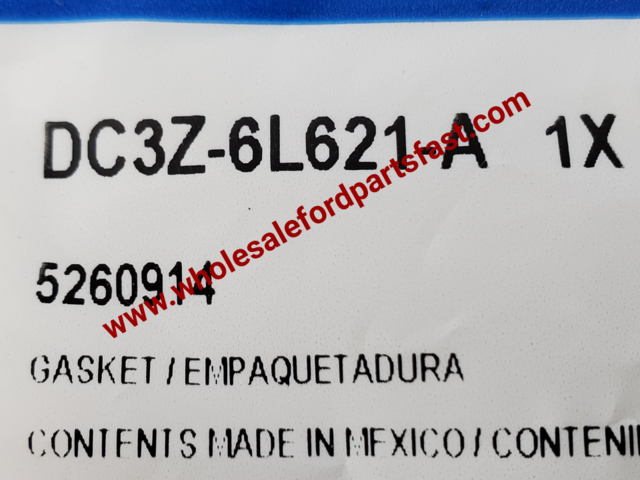 DC3Z-6L621-A 1X
www.wholesalefordpartsfast.com
5260914
GASKET / EMPAQUETADURA
CONTENTS MADE IN MEXICO / CONTENI